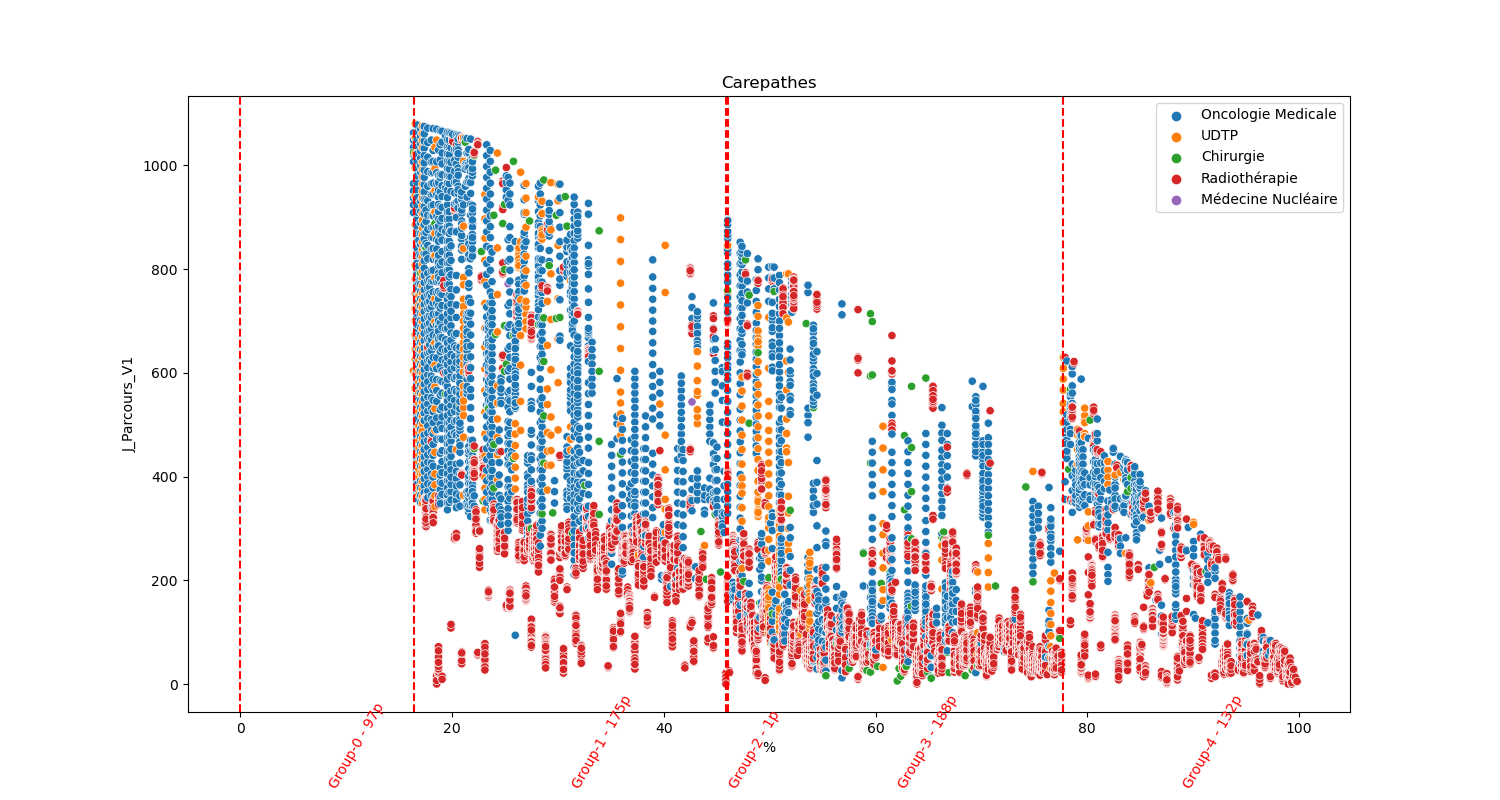 Carepathes
Oncologie Medicale
UDTP
Chirurgie
Radiothérapie
Médecine Nucléaire
J_Parcours_V1
1000
800
600
400
200
0
0 20 40 60 80 100
%
Group-0 - 97p
Group-1 - 175p
Group-2 - 1p
Group-3 - 188p
Group-4 - 132p